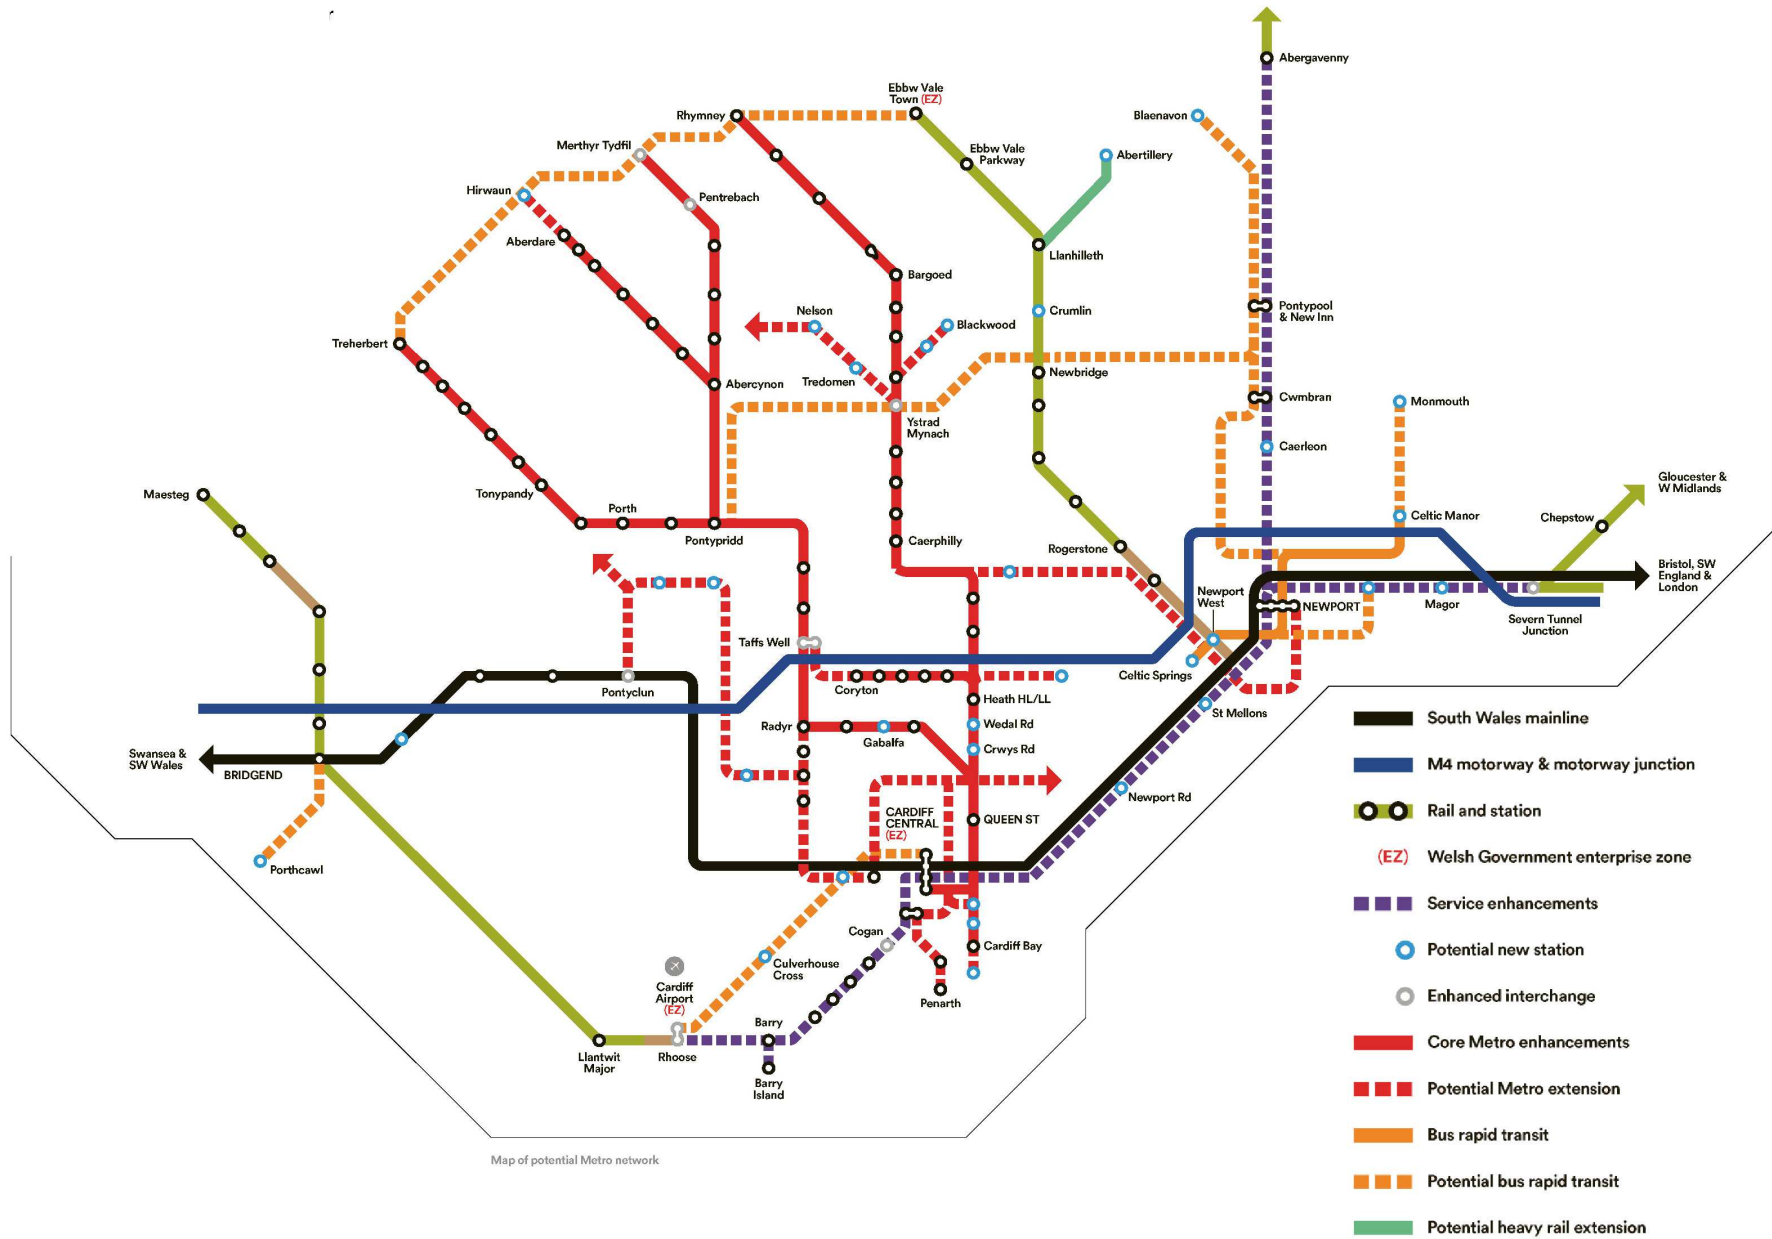 Abergavenny
Ebbw Vale
Town (EZ)
Rhymney
Blaenavon
Merthyr Tydfil
Ebbw Vale
Parkway
Abertillery
Hirwaun
Pentrebach
Aberdare
Llanhilleth
Bargoed
Nelson
Blackwood
Crumlin
Pontypool
& New Inn
Treherbert
Tredomen
Abercynon
Newbridge
Cwmbran
Monmouth
Ystrad
Mynach
Caerleon
Maesteg
Tonypandy
Porth
Pontypridd
Caerphilly
Rogerstone
Celtic Manor
Chepstow
Gloucester &
W Midlands
Bristol, SW
England &
London
Newport
West
NEWPORT
Magor
Severn Tunnel
Junction
Taffs Well
Pontyclun
Coryton
Celtic Springs
Heath HL/LL
St Mellons
Radyr
Gabalfa
Wedal Rd
Crwys Rd
Swansea &
SW Wales
BRIDGEND
Newport Rd
CARDIFF
CENTRAL
(EZ)
QUEEN ST
Porthcawl
Cogan
Cardiff Bay
Culverhouse
Cross
Cardiff
Airport
(EZ)
Penarth
Llantwit
Major
Rhoose
Barry
Barry
Island
Map of potential Metro network
South Wales mainline
M4 motorway & motorway junction
Rail and station
(EZ) Welsh Government enterprise zone
Service enhancements
Potential new station
Enhanced interchange
Core Metro enhancements
Potential Metro extension
Bus rapid transit
Potential bus rapid transit
Potential heavy rail extension